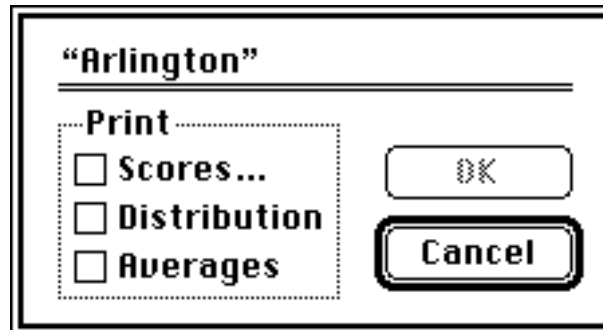 “Arlington”
Print
Scores...
Distribution
Averages
OK
Cancel